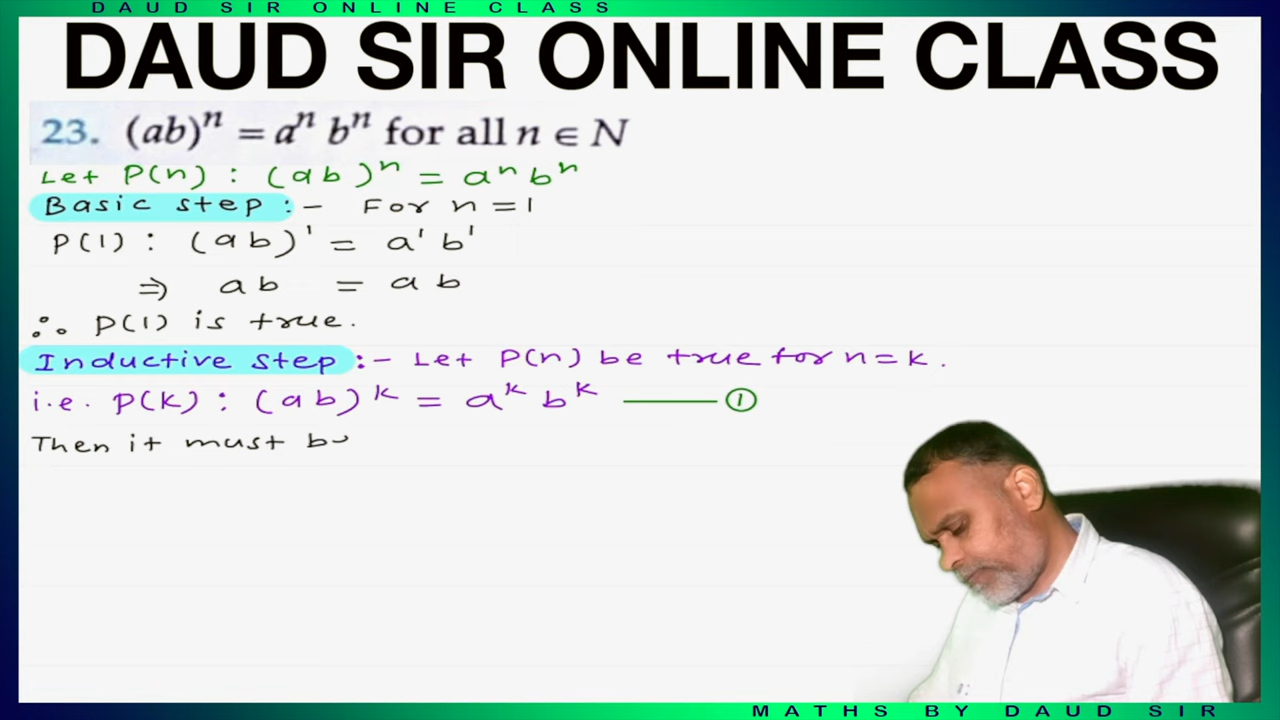 DAUD SIR ONLINE CLASS
DAUD SIR ONLINE CLASS
23. (ab)ⁿ = aⁿ bⁿ for all n ∈ N
Let P(n) : (ab)ⁿ = aⁿ bⁿ
Basic step :- For n = 1
P(1) : (ab)¹ = a¹ b¹
⇒ ab = ab
∴ P(1) is true.
Inductive step :- Let P(n) be true for n = k.
i.e. P(k) : (ab)ᵏ = aᵏ bᵏ —— ①
Then it must
MATHS BY DAUD SIR